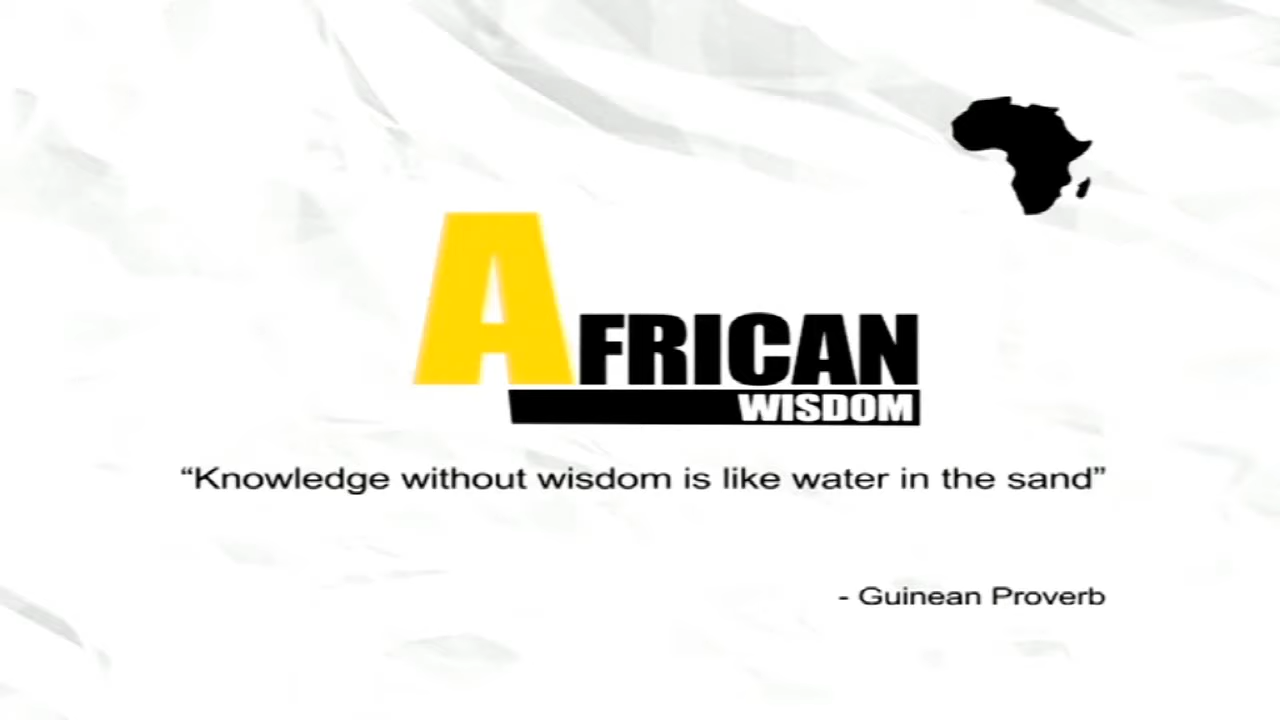 AFRICAN
WISDOM
“Knowledge without wisdom is like water in the sand”
- Guinean Proverb